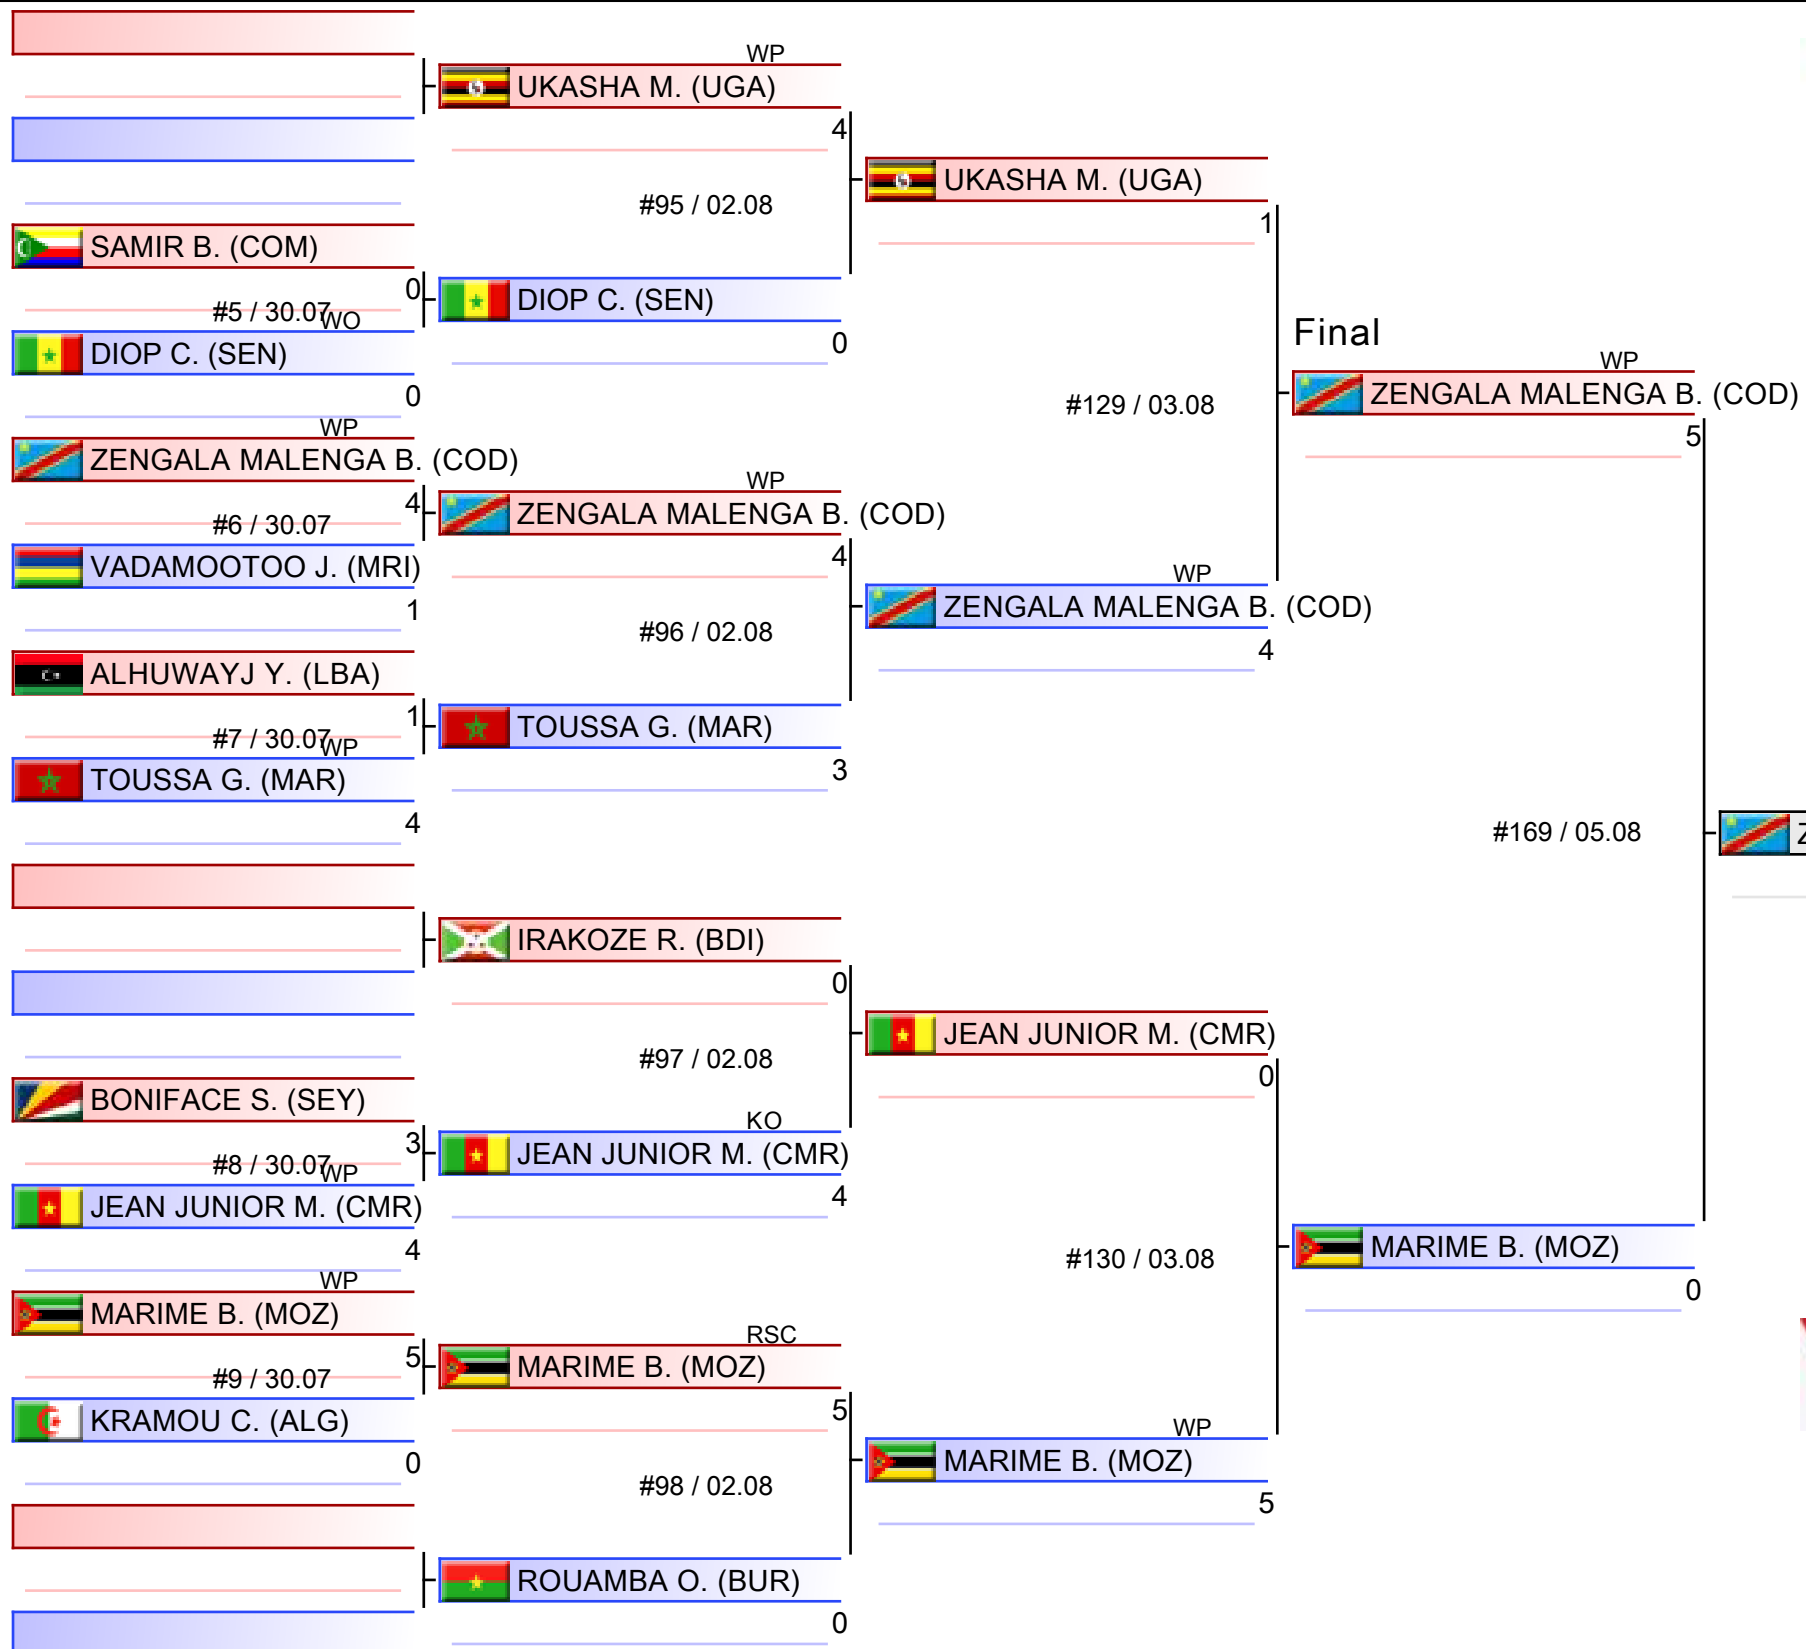 WP
UKASHA M. (UGA)
4
#95 / 02.08
DIOP C. (SEN)
0
SAMIR B. (COM)
0
#5 / 30.07
WO
DIOP C. (SEN)
0
WP
ZENGALA MALENGA B. (COD)
4
#6 / 30.07
VADAMOOTOO J. (MRI)
1
ALHUWAYJ Y. (LBA)
1
#7 / 30.07
WP
TOUSSA G. (MAR)
4
WP
ZENGALA MALENGA B. (COD)
4
#96 / 02.08
TOUSSA G. (MAR)
3
UKASHA M. (UGA)
1
#129 / 03.08
WP
ZENGALA MALENGA B. (COD)
4
Final
WP
ZENGALA MALENGA B. (COD)
5
#169 / 05.08
MARIME B. (MOZ)
0
IRAKOZE R. (BDI)
0
#97 / 02.08
KO
JEAN JUNIOR M. (CMR)
4
BONIFACE S. (SEY)
3
#8 / 30.07
WP
JEAN JUNIOR M. (CMR)
4
WP
MARIME B. (MOZ)
5
#9 / 30.07
KRAMOU C. (ALG)
0
RSC
MARIME B. (MOZ)
5
#98 / 02.08
ROUAMBA O. (BUR)
0
JEAN JUNIOR M. (CMR)
0
#130 / 03.08
WP
MARIME B. (MOZ)
5